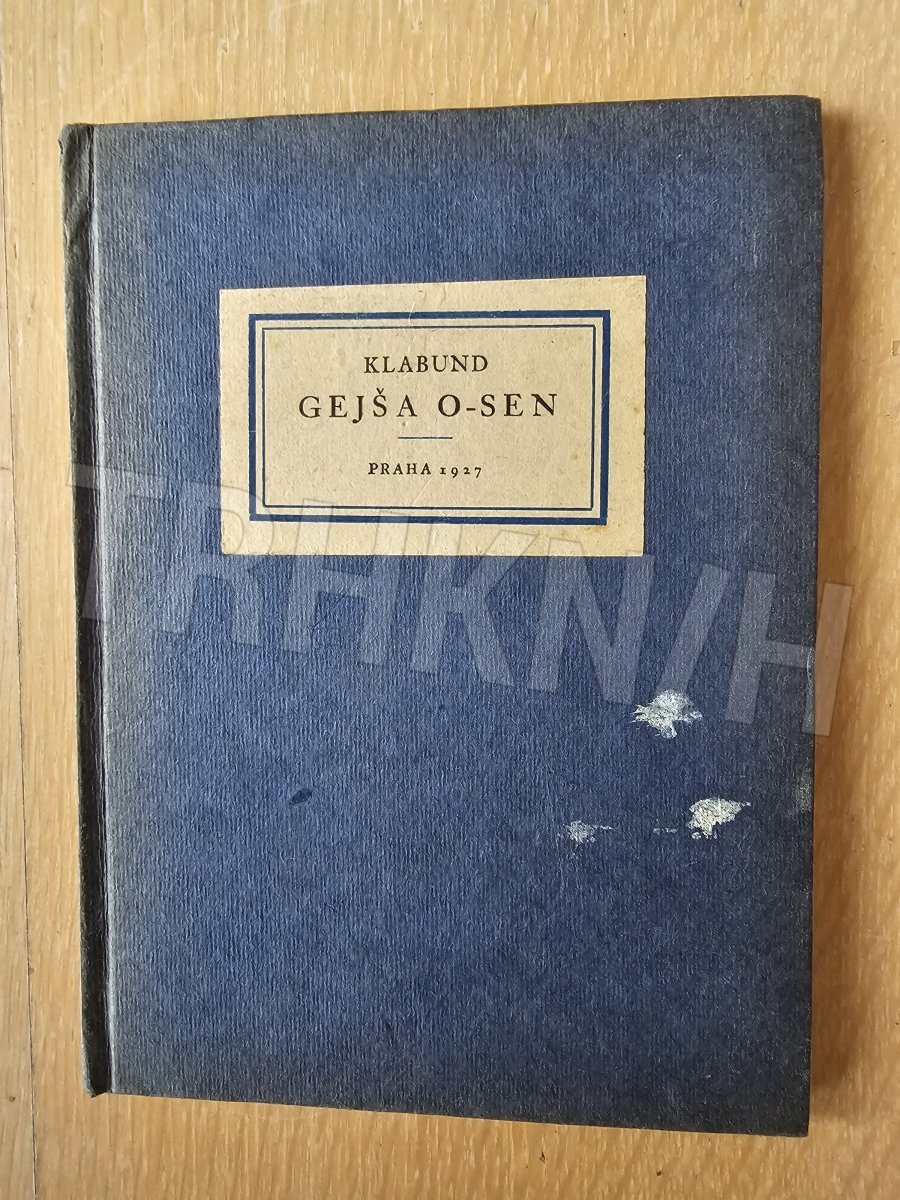 KLABUND
GEJŠA O-SEN
PRAHA 1927
TRHKNIH